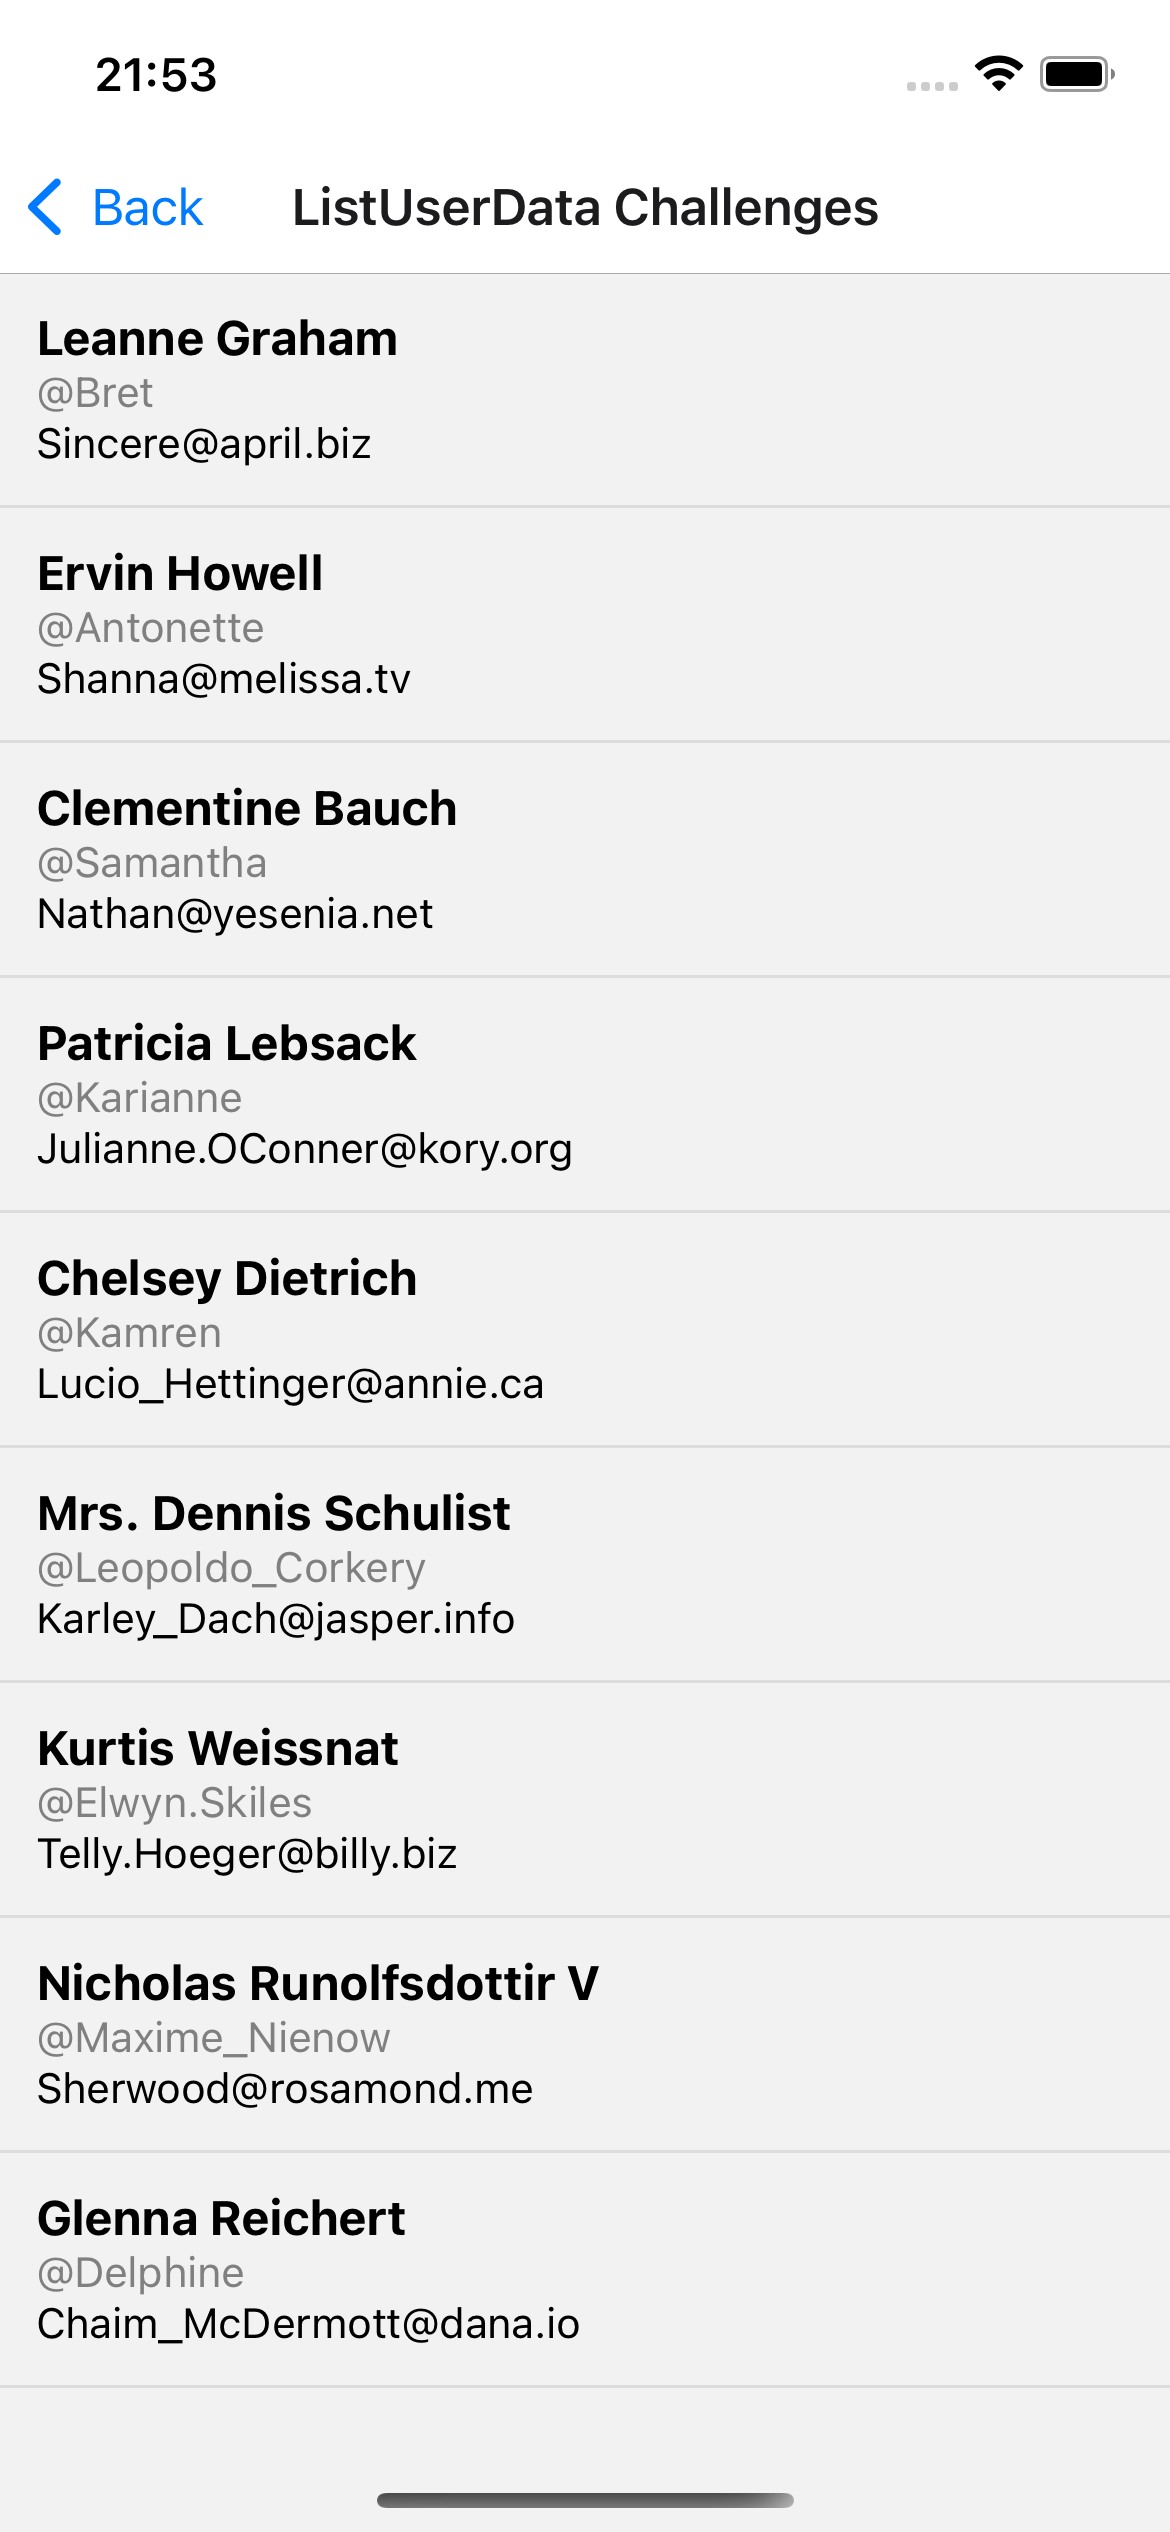 21:53
Back
ListUserData Challenges
Leanne Graham
@Bret
Sincere@april.biz
Ervin Howell
@Antonette
Shanna@melissa.tv
Clementine Bauch
@Samantha
Nathan@yesenia.net
Patricia Lebsack
@Karianne
Julianne.OConner@kory.org
Chelsey Dietrich
@Kamren
Lucio_Hettinger@annie.ca
Mrs. Dennis Schulist
@Leopoldo_Corkery
Karley_Dach@jasper.info
Kurtis Weissnat
@Elwyn.Skiles
Telly.Hoeger@billy.biz
Nicholas Runolfsdottir V
@Maxime_Nienow
Sherwood@rosamond.me
Glenna Reichert
@Delphine
Chaim_McDermott@dana.io